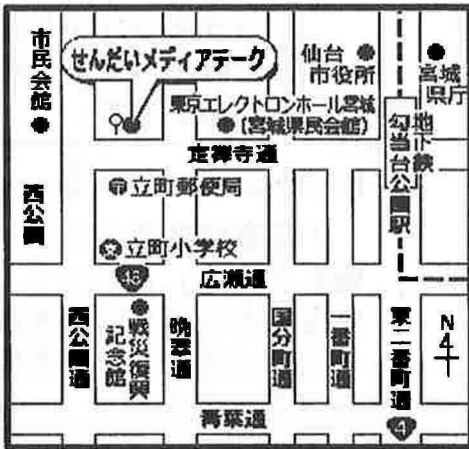 市民会館
せんだいメディアテーク
仙台
市役所
宮城
県庁
東京エレクトロンホール宮城
(宮城県民会館)
地下鉄
勾当台公園駅
定禅寺通
西公園
立町郵便局
立町小学校
48
広瀬通
西公園通
戦災復興
記念館
晩翠通
国分町通
一番町通
東二番町通
N
4
青葉通